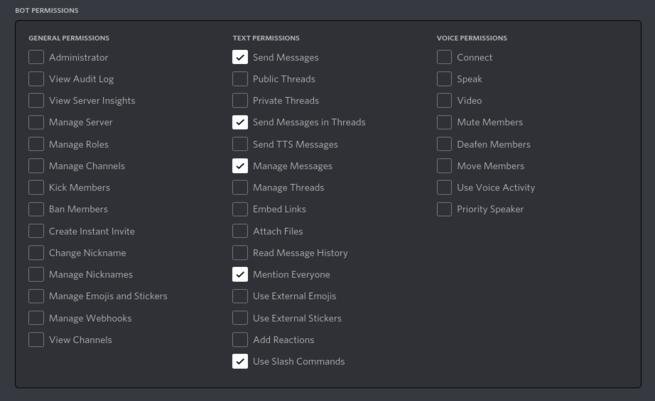 BOT PERMISSIONS
GENERAL PERMISSIONS
Administrator
View Audit Log
View Server Insights
Manage Server
Manage Roles
Manage Channels
Kick Members
Ban Members
Create Instant Invite
Change Nickname
Manage Nicknames
Manage Emojis and Stickers
Manage Webhooks
View Channels
TEXT PERMISSIONS
Send Messages
Public Threads
Private Threads
Send Messages in Threads
Send TTS Messages
Manage Messages
Manage Threads
Embed Links
Attach Files
Read Message History
Mention Everyone
Use External Emojis
Use External Stickers
Add Reactions
Use Slash Commands
VOICE PERMISSIONS
Connect
Speak
Video
Mute Members
Deafen Members
Move Members
Use Voice Activity
Priority Speaker